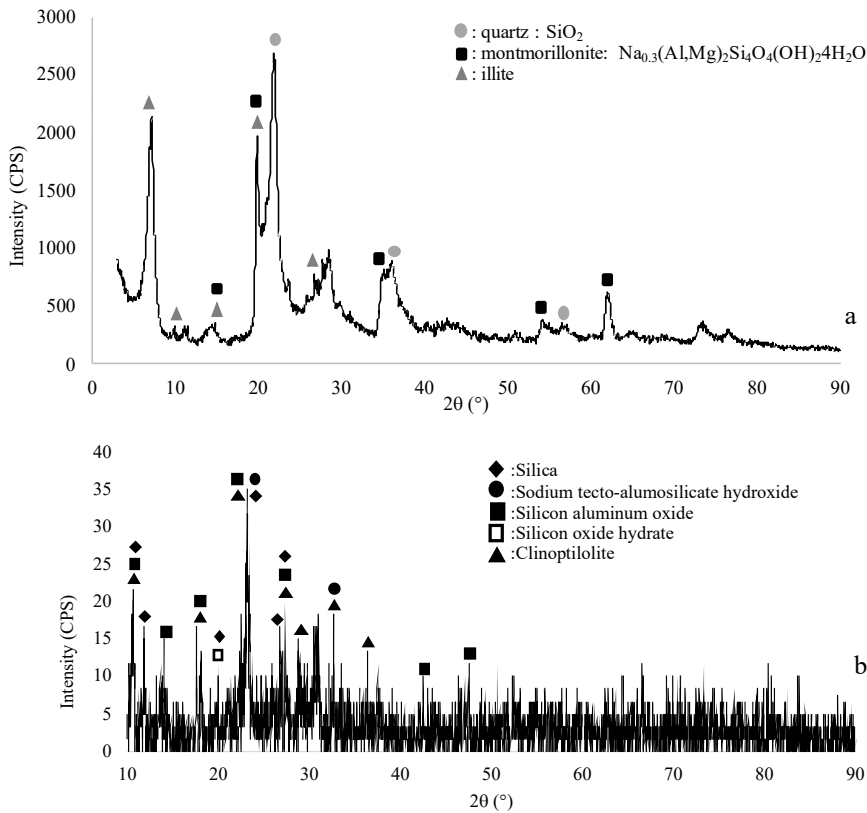 3000
2500
2000
1500
1000
500
0
Intensity (CPS)
: quartz : SiO₂
: montmorillonite: Na₀.₃(Al,Mg)₂Si₄O₄(OH)₂4H₂O
: illite
a
0 10 20 30 40 50 60 70 80 90
2θ (°)
40
35
30
25
20
15
10
5
0
Intensity (CPS)
:Silica
:Sodium tecto-alumosilicate hydroxide
:Silicon aluminum oxide
:Silicon oxide hydrate
:Clinoptilolite
b
10 20 30 40 50 60 70 80 90
2θ (°)